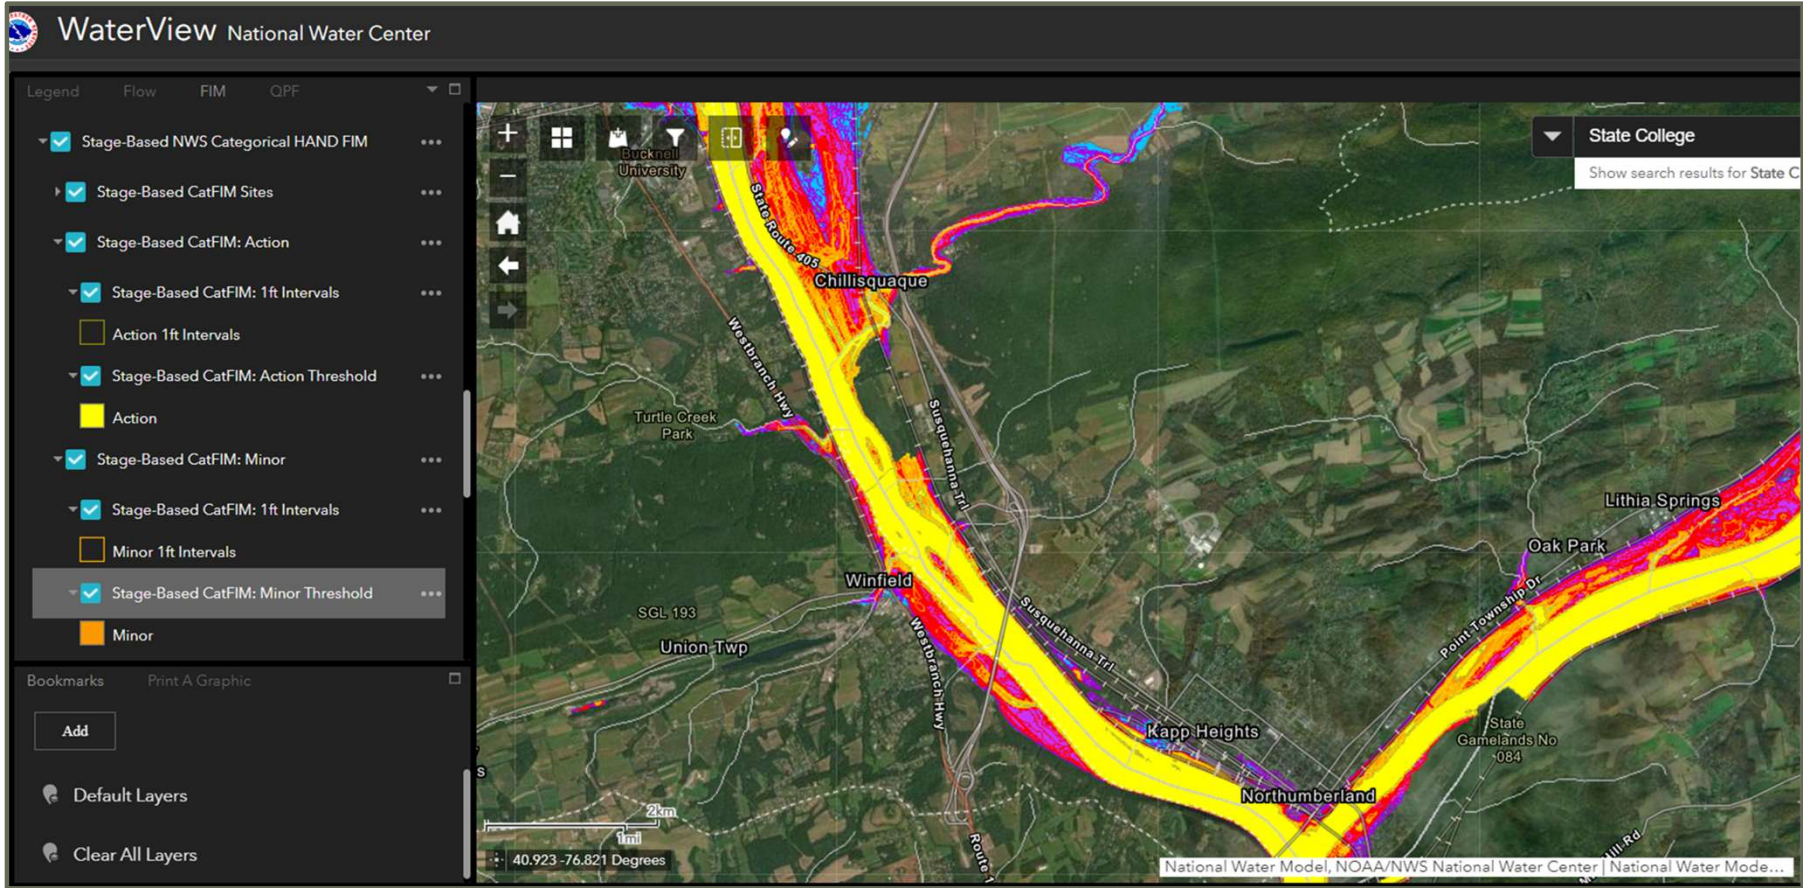 WaterView National Water Center
Legend Flow FIM QPF
Stage-Based NWS Categorical HAND FIM
Stage-Based CatFIM Sites
Stage-Based CatFIM: Action
Stage-Based CatFIM: 1ft Intervals
Action 1ft Intervals
Stage-Based CatFIM: Action Threshold
Action
Stage-Based CatFIM: Minor
Stage-Based CatFIM: 1ft Intervals
Minor 1ft Intervals
Stage-Based CatFIM: Minor Threshold
Minor
Bookmarks Print A Graphic
Add
Default Layers
Clear All Layers
State College
Show search results for State C
Bucknell
University
State Route 405
Chillisquaque
Westbranch Hwy
Turtle Creek
Park
Susquehanna Trl
Lithia Springs
Oak Park
Winfield
SGL 193
Susquehanna Trl
Point Township Dr
Union Twp
Westbranch Hwy
Kapp Heights
State
Gamelands No
084
s
Northumberland
2km
1mi
Route 1
Hill Rd
40.923 -76.821 Degrees
National Water Model, NOAA/NWS National Water Center | National Water Mode...